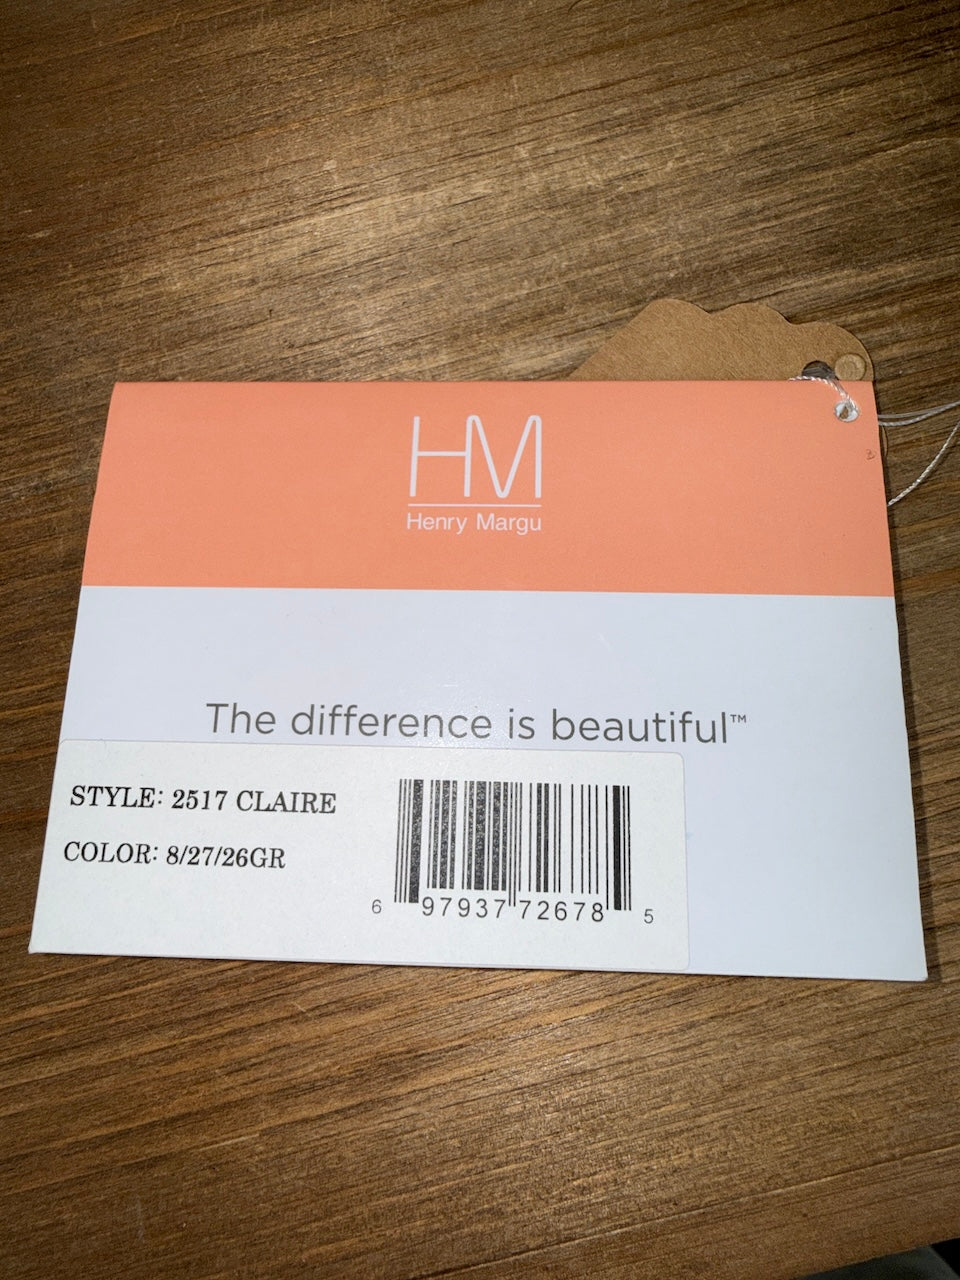 HM
Henry Margu
The difference is beautiful™
STYLE: 2517 CLAIRE
COLOR: 8/27/26GR
6 97937 72678 5